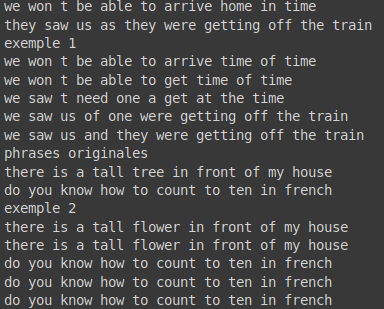 we won t be able to arrive home in time
they saw us as they were getting off the train
exemple 1
we won t be able to arrive time of time
we won t be able to get time of time
we saw t need one a get at the time
we saw us of one were getting off the train
we saw us and they were getting off the train
phrases originales
there is a tall tree in front of my house
do you know how to count to ten in french
exemple 2
there is a tall flower in front of my house
there is a tall flower in front of my house
do you know how to count to ten in french
do you know how to count to ten in french
do you know how to count to ten in french